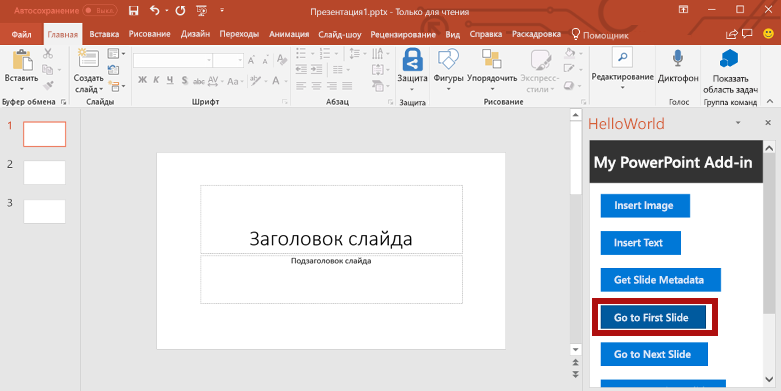 Автосохранение Выкл.
Презентация1.pptx - Только для чтения
Файл Главная Вставка Рисование Дизайн Переходы Анимация Слайд-шоу Рецензирование Вид Справка Раскадровка Помощник
Вставить
Создать слайд
Ж К Ч S abc AV Aa
A A
Защита
Фигуры Упорядочить Экспресс-стили
Редактирование
Диктофон
Показать область задач
Буфер обмена Слайды Шрифт Абзац Защита Рисование Голос Группа команд
1
2
3
Заголовок слайда
Подзаголовок слайда
HelloWorld
My PowerPoint Add-in
Insert Image
Insert Text
Get Slide Metadata
Go to First Slide
Go to Next Slide